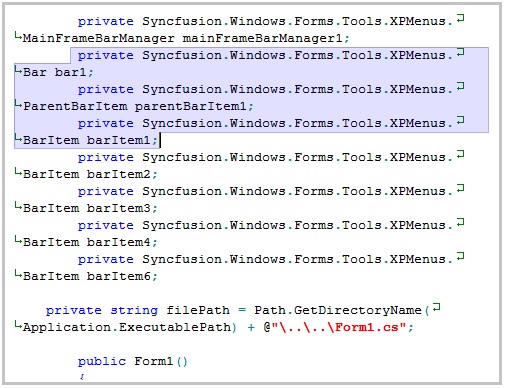 private Syncfusion.Windows.Forms.Tools.XPMenus.
MainFrameBarManager mainFrameBarManager1;
private Syncfusion.Windows.Forms.Tools.XPMenus.
Bar bar1;
private Syncfusion.Windows.Forms.Tools.XPMenus.
ParentBarItem parentBarItem1;
private Syncfusion.Windows.Forms.Tools.XPMenus.
BarItem barItem1;
private Syncfusion.Windows.Forms.Tools.XPMenus.
BarItem barItem2;
private Syncfusion.Windows.Forms.Tools.XPMenus.
BarItem barItem3;
private Syncfusion.Windows.Forms.Tools.XPMenus.
BarItem barItem4;
private Syncfusion.Windows.Forms.Tools.XPMenus.
BarItem barItem6;
private string filePath = Path.GetDirectoryName(
Application.ExecutablePath) + @"\..\..\Form1.cs";
public Form1()
{